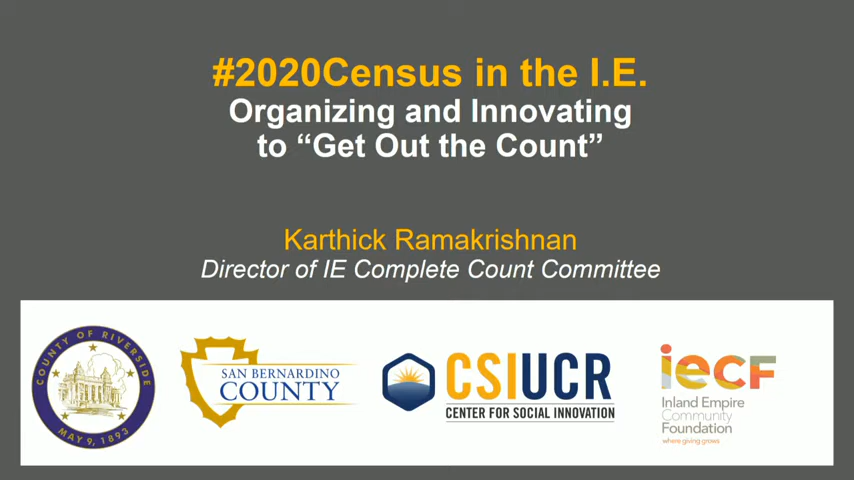 #2020Census in the I.E.
Organizing and Innovating
to “Get Out the Count”
Karthick Ramakrishnan
Director of IE Complete Count Committee
COUNTY OF RIVERSIDE
MAY 9, 1893
SAN BERNARDINO
COUNTY
CSIUCR
CENTER FOR SOCIAL INNOVATION
iecf
Inland Empire
Community
Foundation
where giving grows